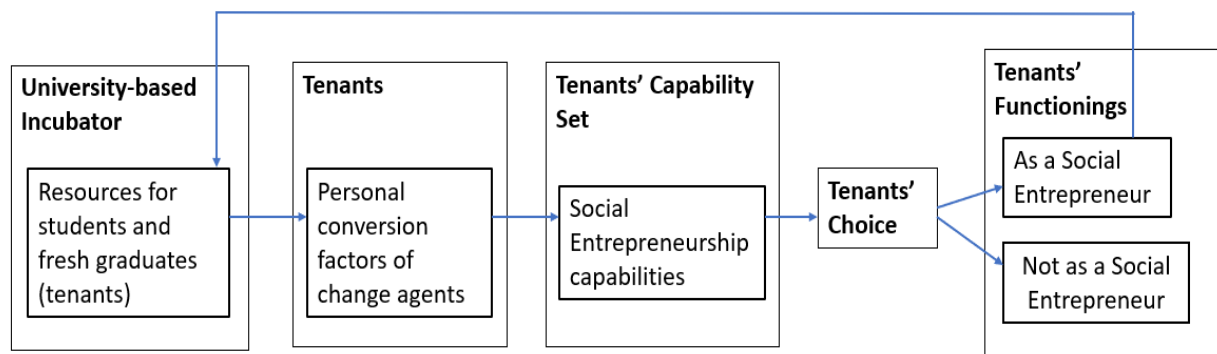 University-based
Incubator
Resources for
students and
fresh graduates
(tenants)
Tenants
Personal
conversion
factors of
change agents
Tenants’ Capability
Set
Social
Entrepreneurship
capabilities
Tenants’
Choice
Tenants’
Functionings
As a Social
Entrepreneur
Not as a Social
Entrepreneur